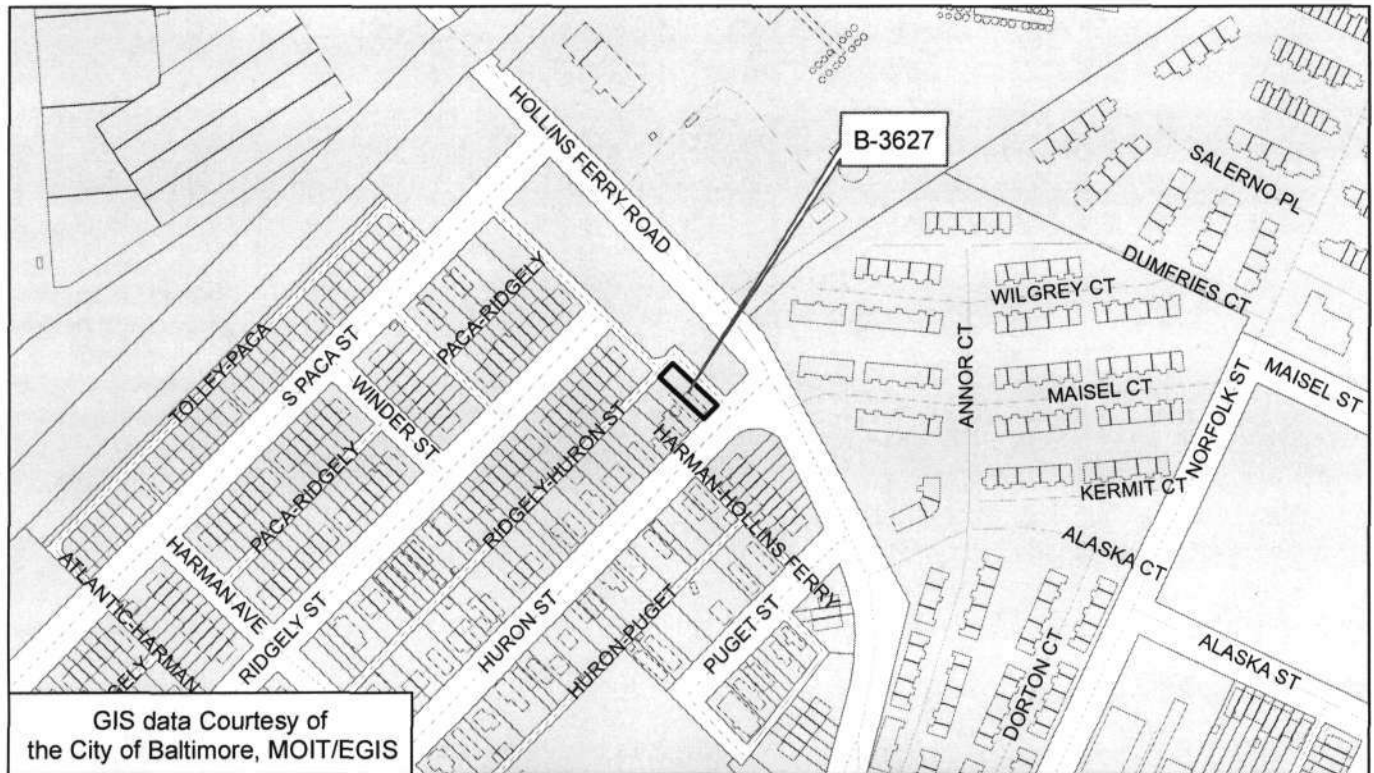 HOLLINS FERRY ROAD
B-3627
SALERNO PL
DUMFRIES CT
WILGREY CT
ANNOR CT
MAISEL CT
MAISEL ST
NORFOLK ST
KERMIT CT
ALASKA CT
ALASKA ST
DORTON CT
TOLLEY-PACA
S PACA ST
PACA-RIDGELY
WINDER ST
PACA-RIDGELY
RIDGELY-HURON ST
HARMAN-HOLLINS FERRY
HARMAN AVE
ATLANTIC-HARMAN
RIDGELY ST
HURON ST
HURON-PUGET
PUGET ST
GELY
GIS data Courtesy of
the City of Baltimore, MOIT/EGIS